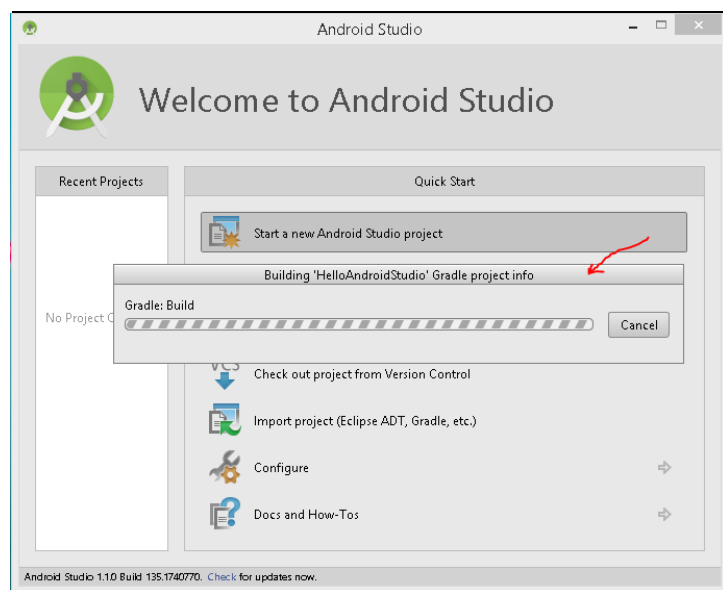 Android Studio
Welcome to Android Studio
Recent Projects
Quick Start
Start a new Android Studio project
Building 'HelloAndroidStudio' Gradle project info
No Project
Gradle: Build
Cancel
VCS
Check out project from Version Control
Import project (Eclipse ADT, Gradle, etc.)
Configure
Docs and How-Tos
Android Studio 1.1.0 Build 135.1740770. Check for updates now.